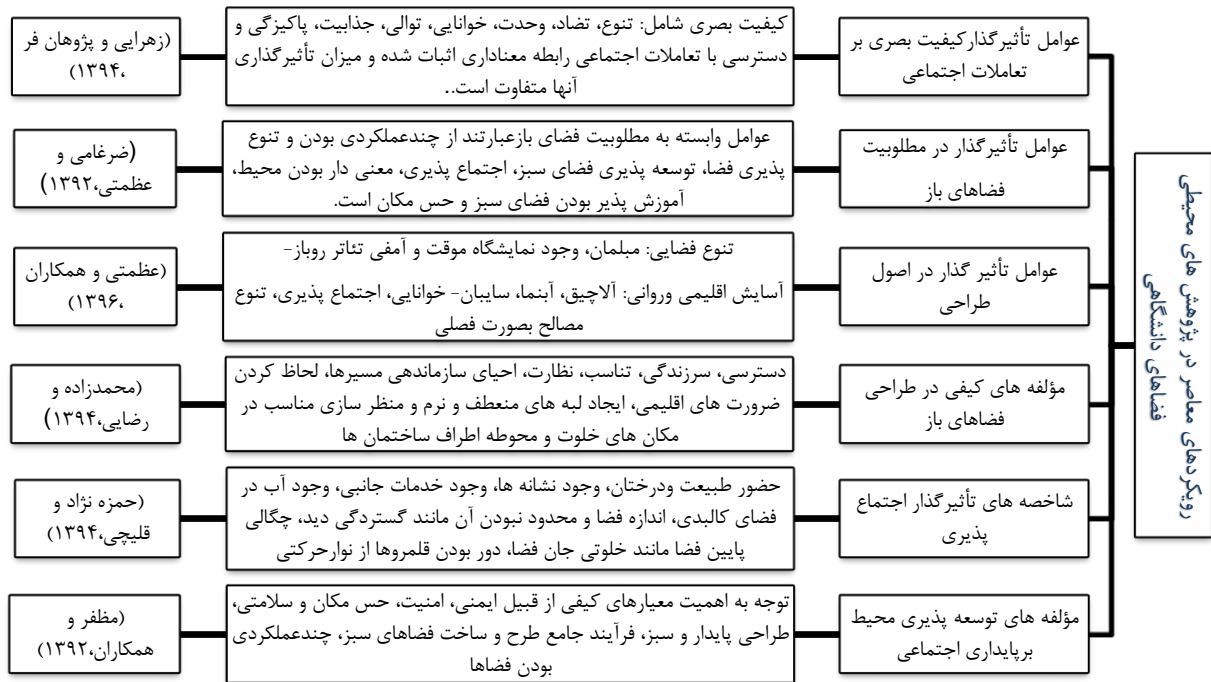 رویکردهای معاصر در پژوهش های محیطی
فضاهای دانشگاهی
عوامل تأثیرگذارکیفیت بصری بر
تعاملات اجتماعی
کیفیت بصری شامل: تنوع، تضاد، وحدت، خوانایی، توالی، جذابیت، پاکیزگی و
دسترسی با تعاملات اجتماعی رابطه معناداری اثبات شده و میزان تأثیرگذاری
آنها متفاوت است..
(زهرایی و پژوهان فر
،۱۳۹۴)
عوامل تأثیرگذار در مطلوبیت
فضاهای باز
عوامل وابسته به مطلوبیت فضای بازعبارتند از چندعملکردی بودن و تنوع
پذیری فضا، توسعه پذیری فضای سبز، اجتماع پذیری، معنی دار بودن محیط،
آموزش پذیر بودن فضای سبز و حس مکان است.
(ضرغامی و
عظمتی،۱۳۹۲)
عوامل تأثیر گذار در اصول
طراحی
تنوع فضایی: مبلمان، وجود نمایشگاه موقت و آمفی تئاتر روباز-
آسایش اقلیمی وروانی: آلاچیق، آبنما، سایبان- خوانایی، اجتماع پذیری، تنوع
مصالح بصورت فصلی
(عظمتی و همکاران
،۱۳۹۶)
مؤلفه های کیفی در طراحی
فضاهای باز
دسترسی، سرزندگی، تناسب، نظارت، احیای سازماندهی مسیرها، لحاظ کردن
ضرورت های اقلیمی، ایجاد لبه های منعطف و نرم و منظر سازی مناسب در
مکان های خلوت و محوطه اطراف ساختمان ها
(محمدزاده و
رضایی،۱۳۹۴)
شاخصه های تأثیرگذار اجتماع
پذیری
حضور طبیعت ودرختان، وجود نشانه ها، وجود خدمات جانبی، وجود آب در
فضای کالبدی، اندازه فضا و محدود نبودن آن مانند گستردگی دید، چگالی
پایین فضا مانند خلوتی جان فضا، دور بودن قلمروها از نوارحرکتی
(حمزه نژاد و
قلیچی،۱۳۹۴)
مؤلفه های توسعه پذیری محیط
برپایداری اجتماعی
توجه به اهمیت معیارهای کیفی از قبیل ایمنی، امنیت، حس مکان و سلامتی،
طراحی پایدار و سبز، فرآیند جامع طرح و ساخت فضاهای سبز، چندعملکردی
بودن فضاها
(مظفر و
همکاران،۱۳۹۲)